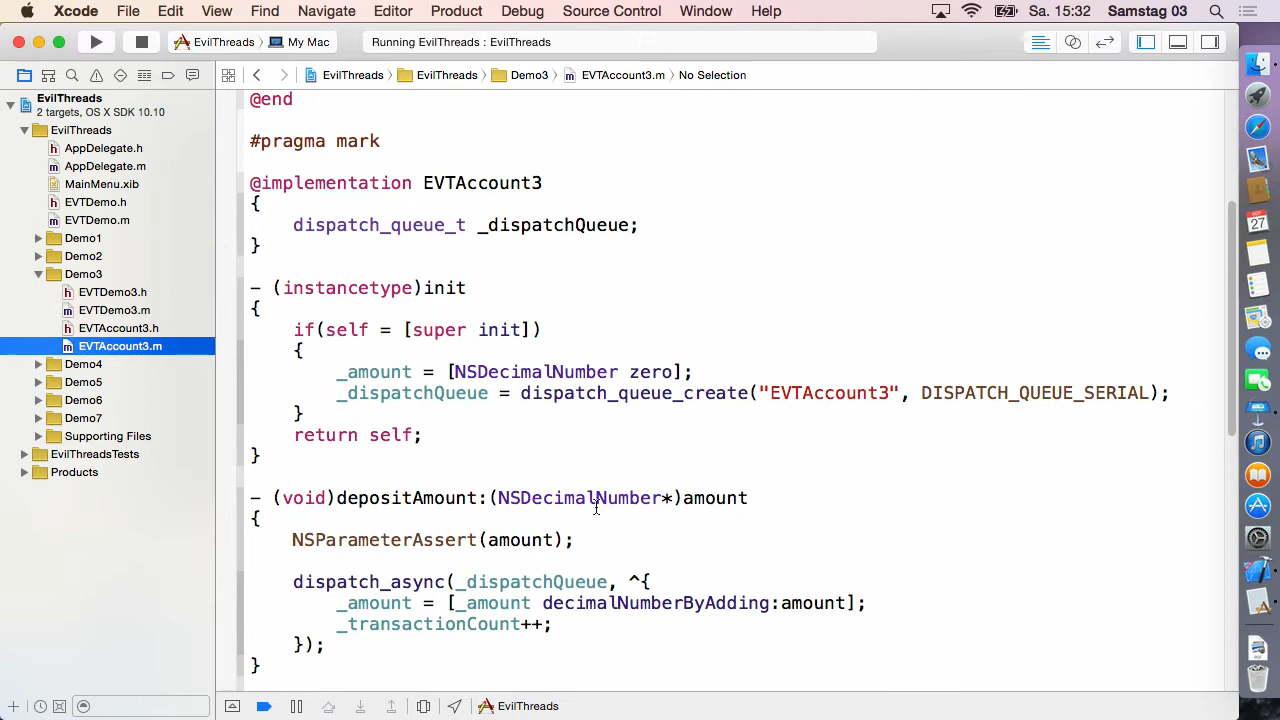 Xcode File Edit View Find Navigate Editor Product Debug Source Control Window Help Sa. 15:32 Samstag 03
EvilThreads My Mac Running EvilThreads : EvilThreads
EvilThreads EvilThreads Demo3 EVTAccount3.m No Selection
EvilThreads
2 targets, OS X SDK 10.10
EvilThreads
AppDelegate.h
AppDelegate.m
MainMenu.xib
EVTDemo.h
EVTDemo.m
Demo1
Demo2
Demo3
EVTDemo3.h
EVTDemo3.m
EVTAccount3.h
EVTAccount3.m
Demo4
Demo5
Demo6
Demo7
Supporting Files
EvilThreadsTests
Products
@end
#pragma mark
@implementation EVTAccount3
{
dispatch_queue_t _dispatchQueue;
}
- (instancetype)init
{
if(self = [super init])
{
_amount = [NSDecimalNumber zero];
_dispatchQueue = dispatch_queue_create("EVTAccount3", DISPATCH_QUEUE_SERIAL);
}
return self;
}
- (void)depositAmount:(NSDecimalNumber*)amount
{
NSParameterAssert(amount);
dispatch_async(_dispatchQueue, ^{
_amount = [_amount decimalNumberByAdding:amount];
_transactionCount++;
});
}
EvilThreads
SEP
27